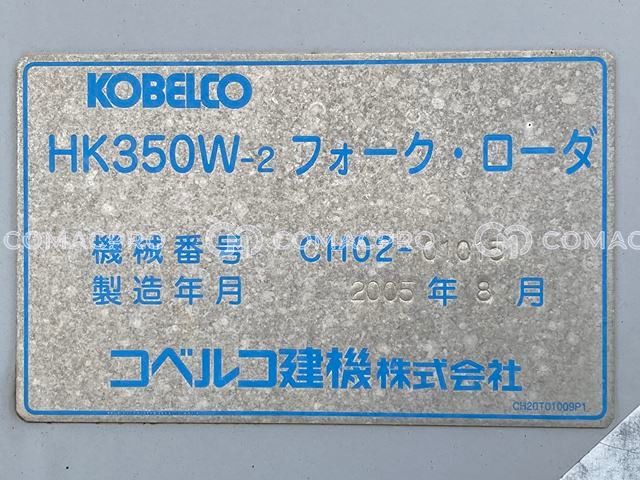 KOBELCO
HK350W-2 フォーク・ローダ
機械番号 CH02-
製造年月 2005 年 8 月
コベルコ建機株式会社
CH20T01009P1